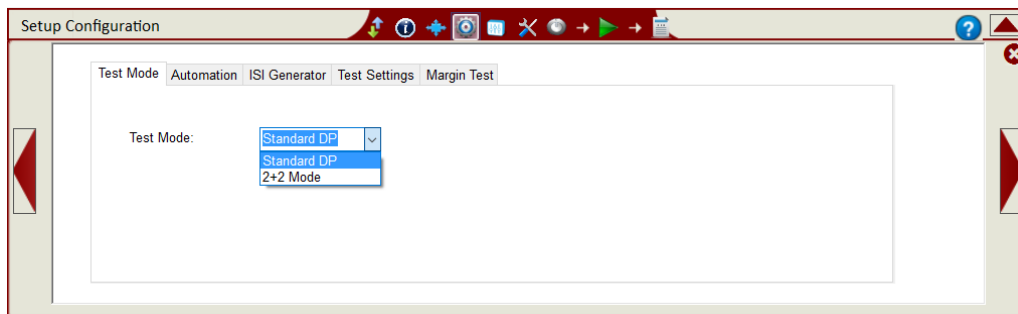 Setup Configuration
Test Mode Automation ISI Generator Test Settings Margin Test
Test Mode: Standard DP
Standard DP
2+2 Mode